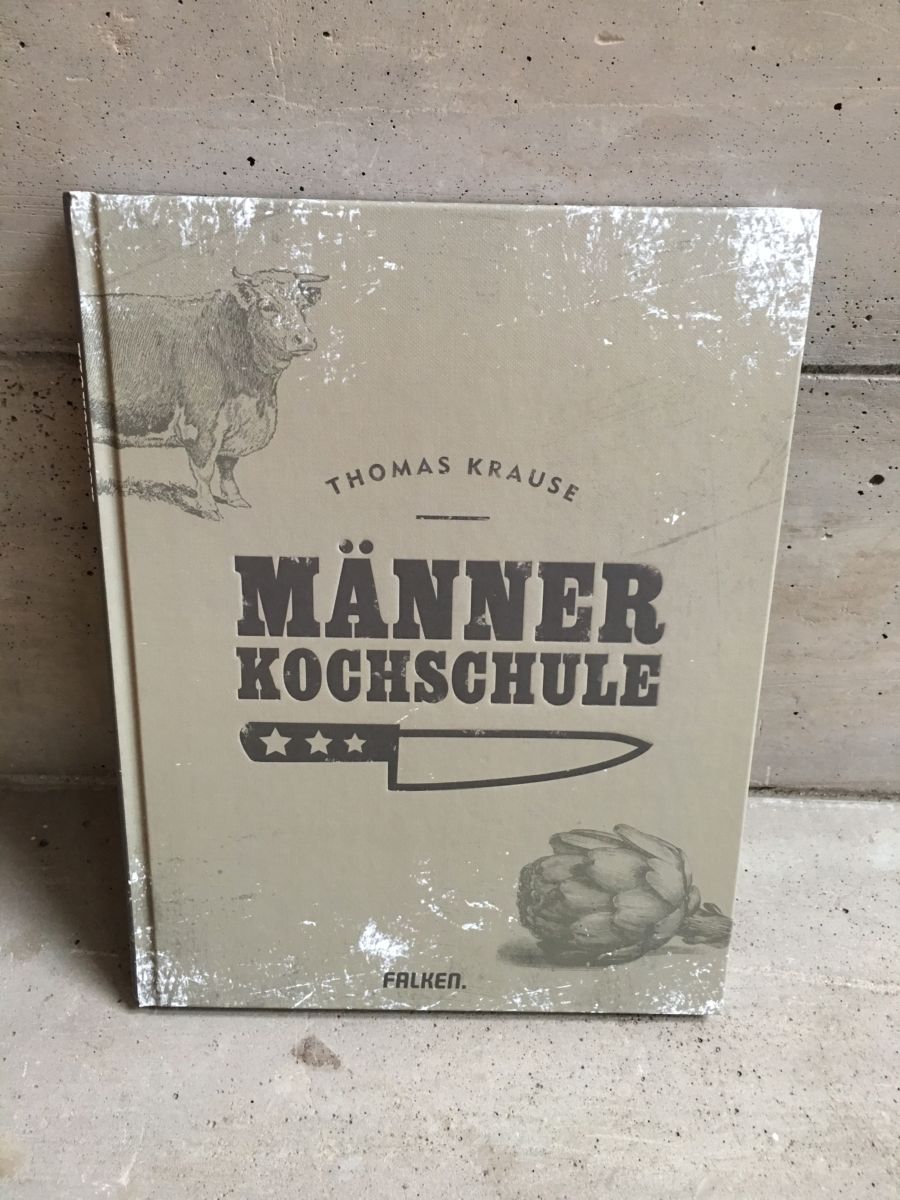 THOMAS KRAUSE
MÄNNER
KOCHSCHULE
FALKEN.